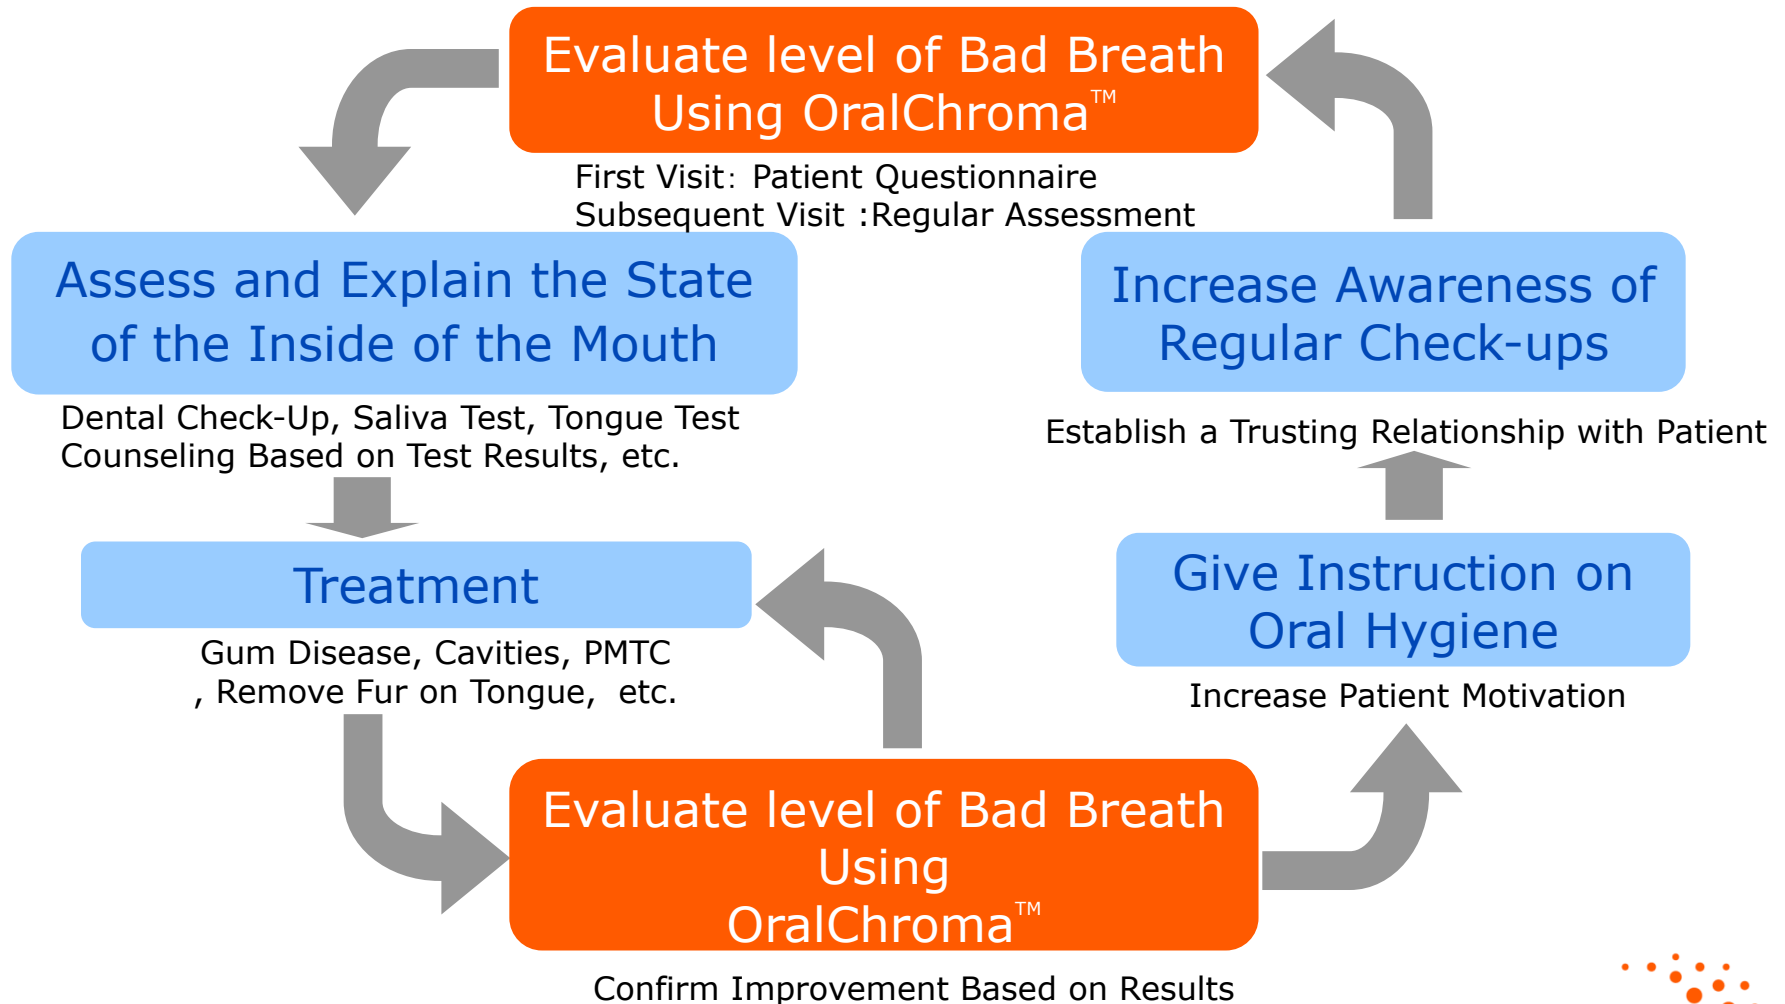 Evaluate level of Bad Breath
Using OralChroma™
First Visit： Patient Questionnaire
Subsequent Visit :Regular Assessment
Assess and Explain the State
of the Inside of the Mouth
Dental Check-Up, Saliva Test, Tongue Test
Counseling Based on Test Results, etc.
Treatment
Gum Disease, Cavities, PMTC
, Remove Fur on Tongue,  etc.
Evaluate level of Bad Breath
Using
OralChroma™
Confirm Improvement Based on Results
Give Instruction on
Oral Hygiene
Increase Patient Motivation
Increase Awareness of
Regular Check-ups
Establish a Trusting Relationship with Patient